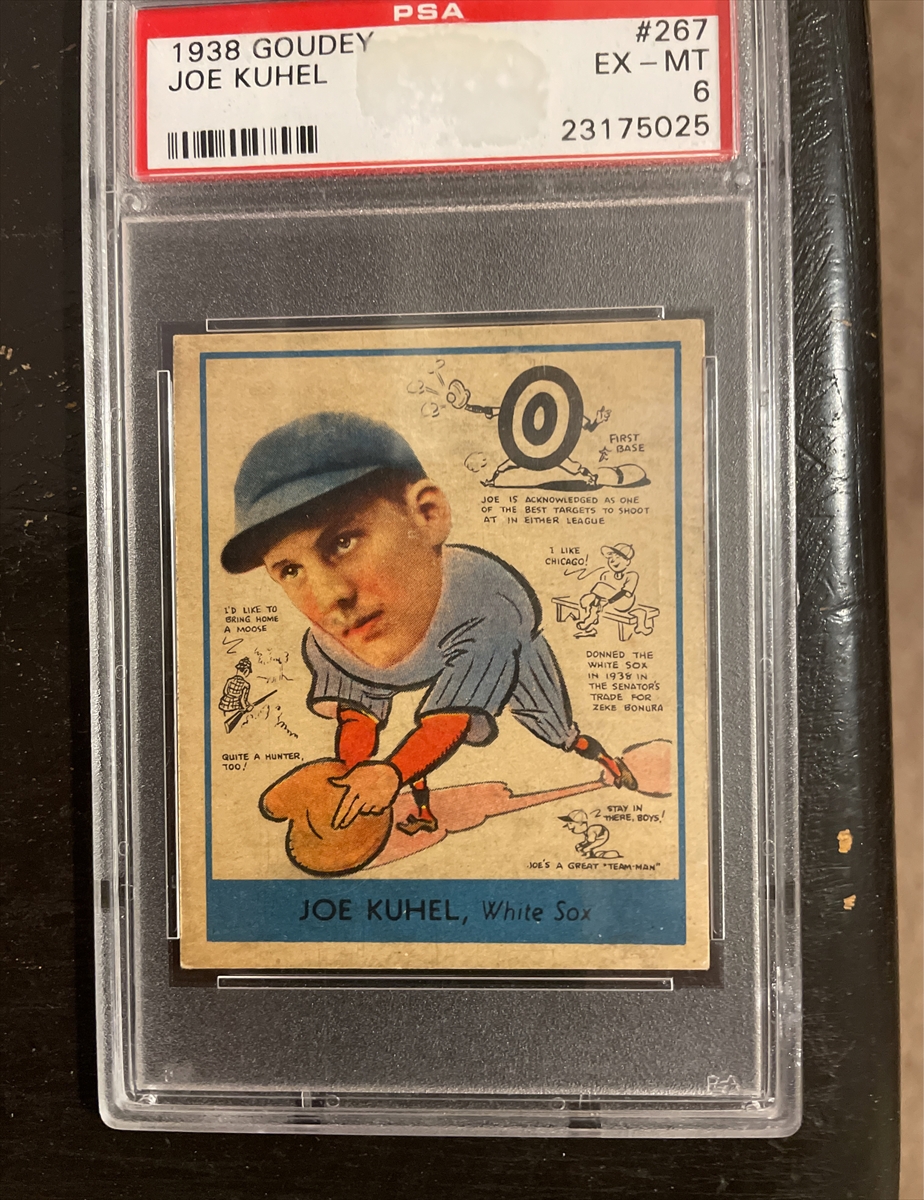 PSA
1938 GOUDEY
JOE KUHEL
#267
EX - MT
6
23175025
O
FIRST
BASE
JOE IS ACKNOWLEDGED AS ONE
OF THE BEST TARGETS TO SHOOT
AT IN EITHER LEAGUE
I LIKE
CHICAGO!
I'D LIKE TO
BRING HOME
A MOOSE
DONNED THE
WHITE SOX
IN 1938 IN
THE SENATOR'S
TRADE FOR
ZEKE BONURA
QUITE A HUNTER,
TOO!
STAY IN
THERE, BOYS!
JOE'S A GREAT "TEAM-MAN"
JOE KUHEL, White Sox
PSA